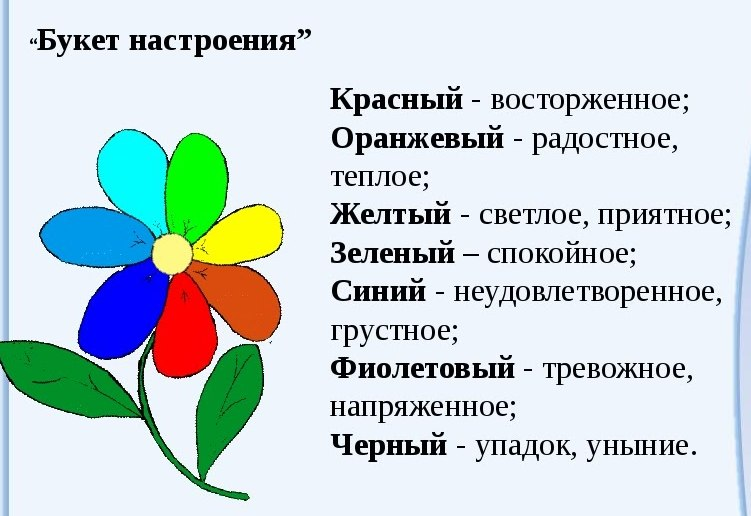 “Букет настроения”
Красный - восторженное;
Оранжевый - радостное,
теплое;
Желтый - светлое, приятное;
Зеленый – спокойное;
Синий - неудовлетворенное,
грустное;
Фиолетовый - тревожное,
напряженное;
Черный - упадок, уныние.